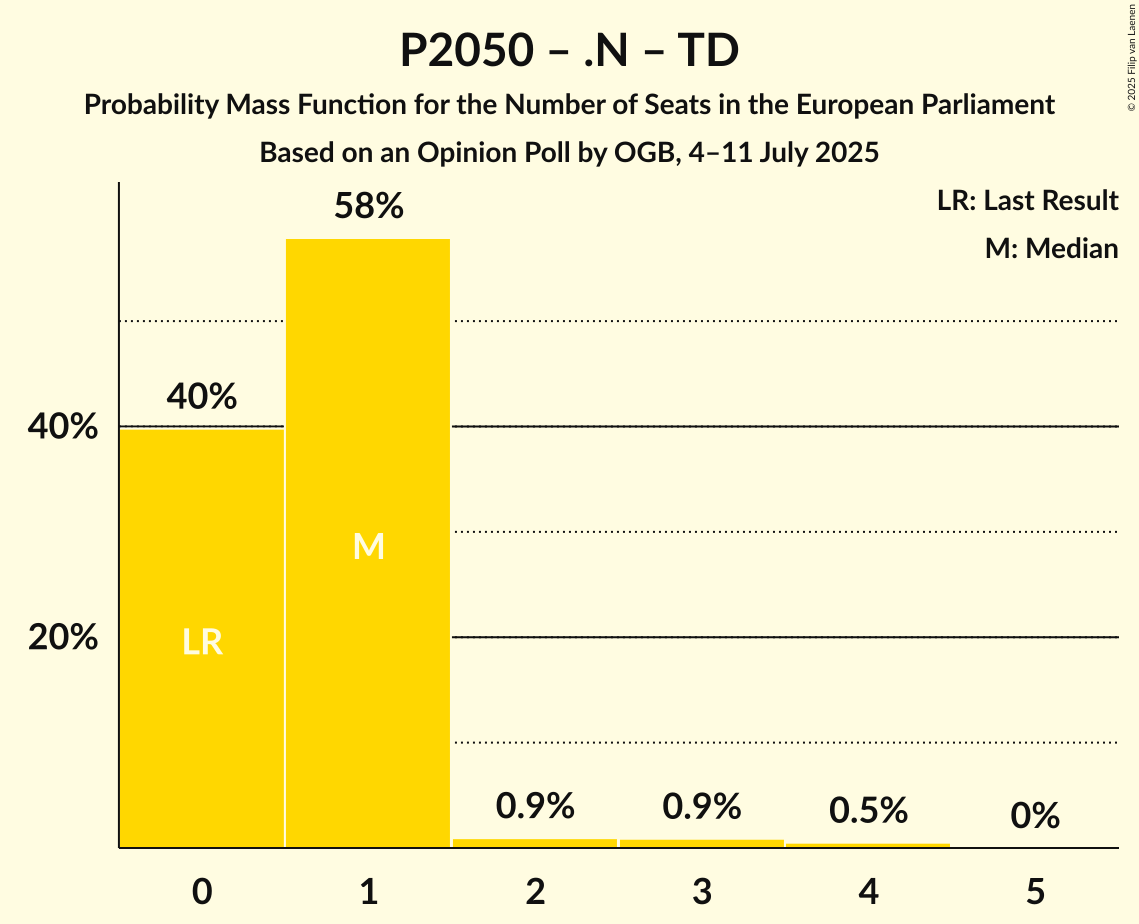 P2050 – .N – TD
Probability Mass Function for the Number of Seats in the European Parliament
Based on an Opinion Poll by OGB, 4–11 July 2025
© 2025 Filip van Laenen
LR: Last Result
M: Median
58%
40%
40%
M
20%
LR
0.9%
0.9%
0.5%
0%
0 1 2 3 4 5